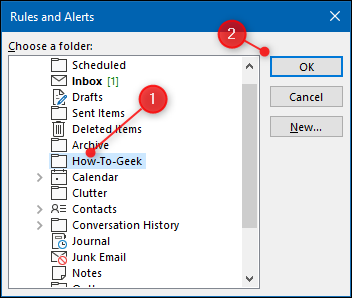 Rules and Alerts
Choose a folder:
Scheduled
Inbox [1]
Drafts
Sent Items
Deleted Items
Archive
How-To-Geek
Calendar
Clutter
Contacts
Conversation History
Journal
Junk Email
Notes
1
2
OK
Cancel
New...